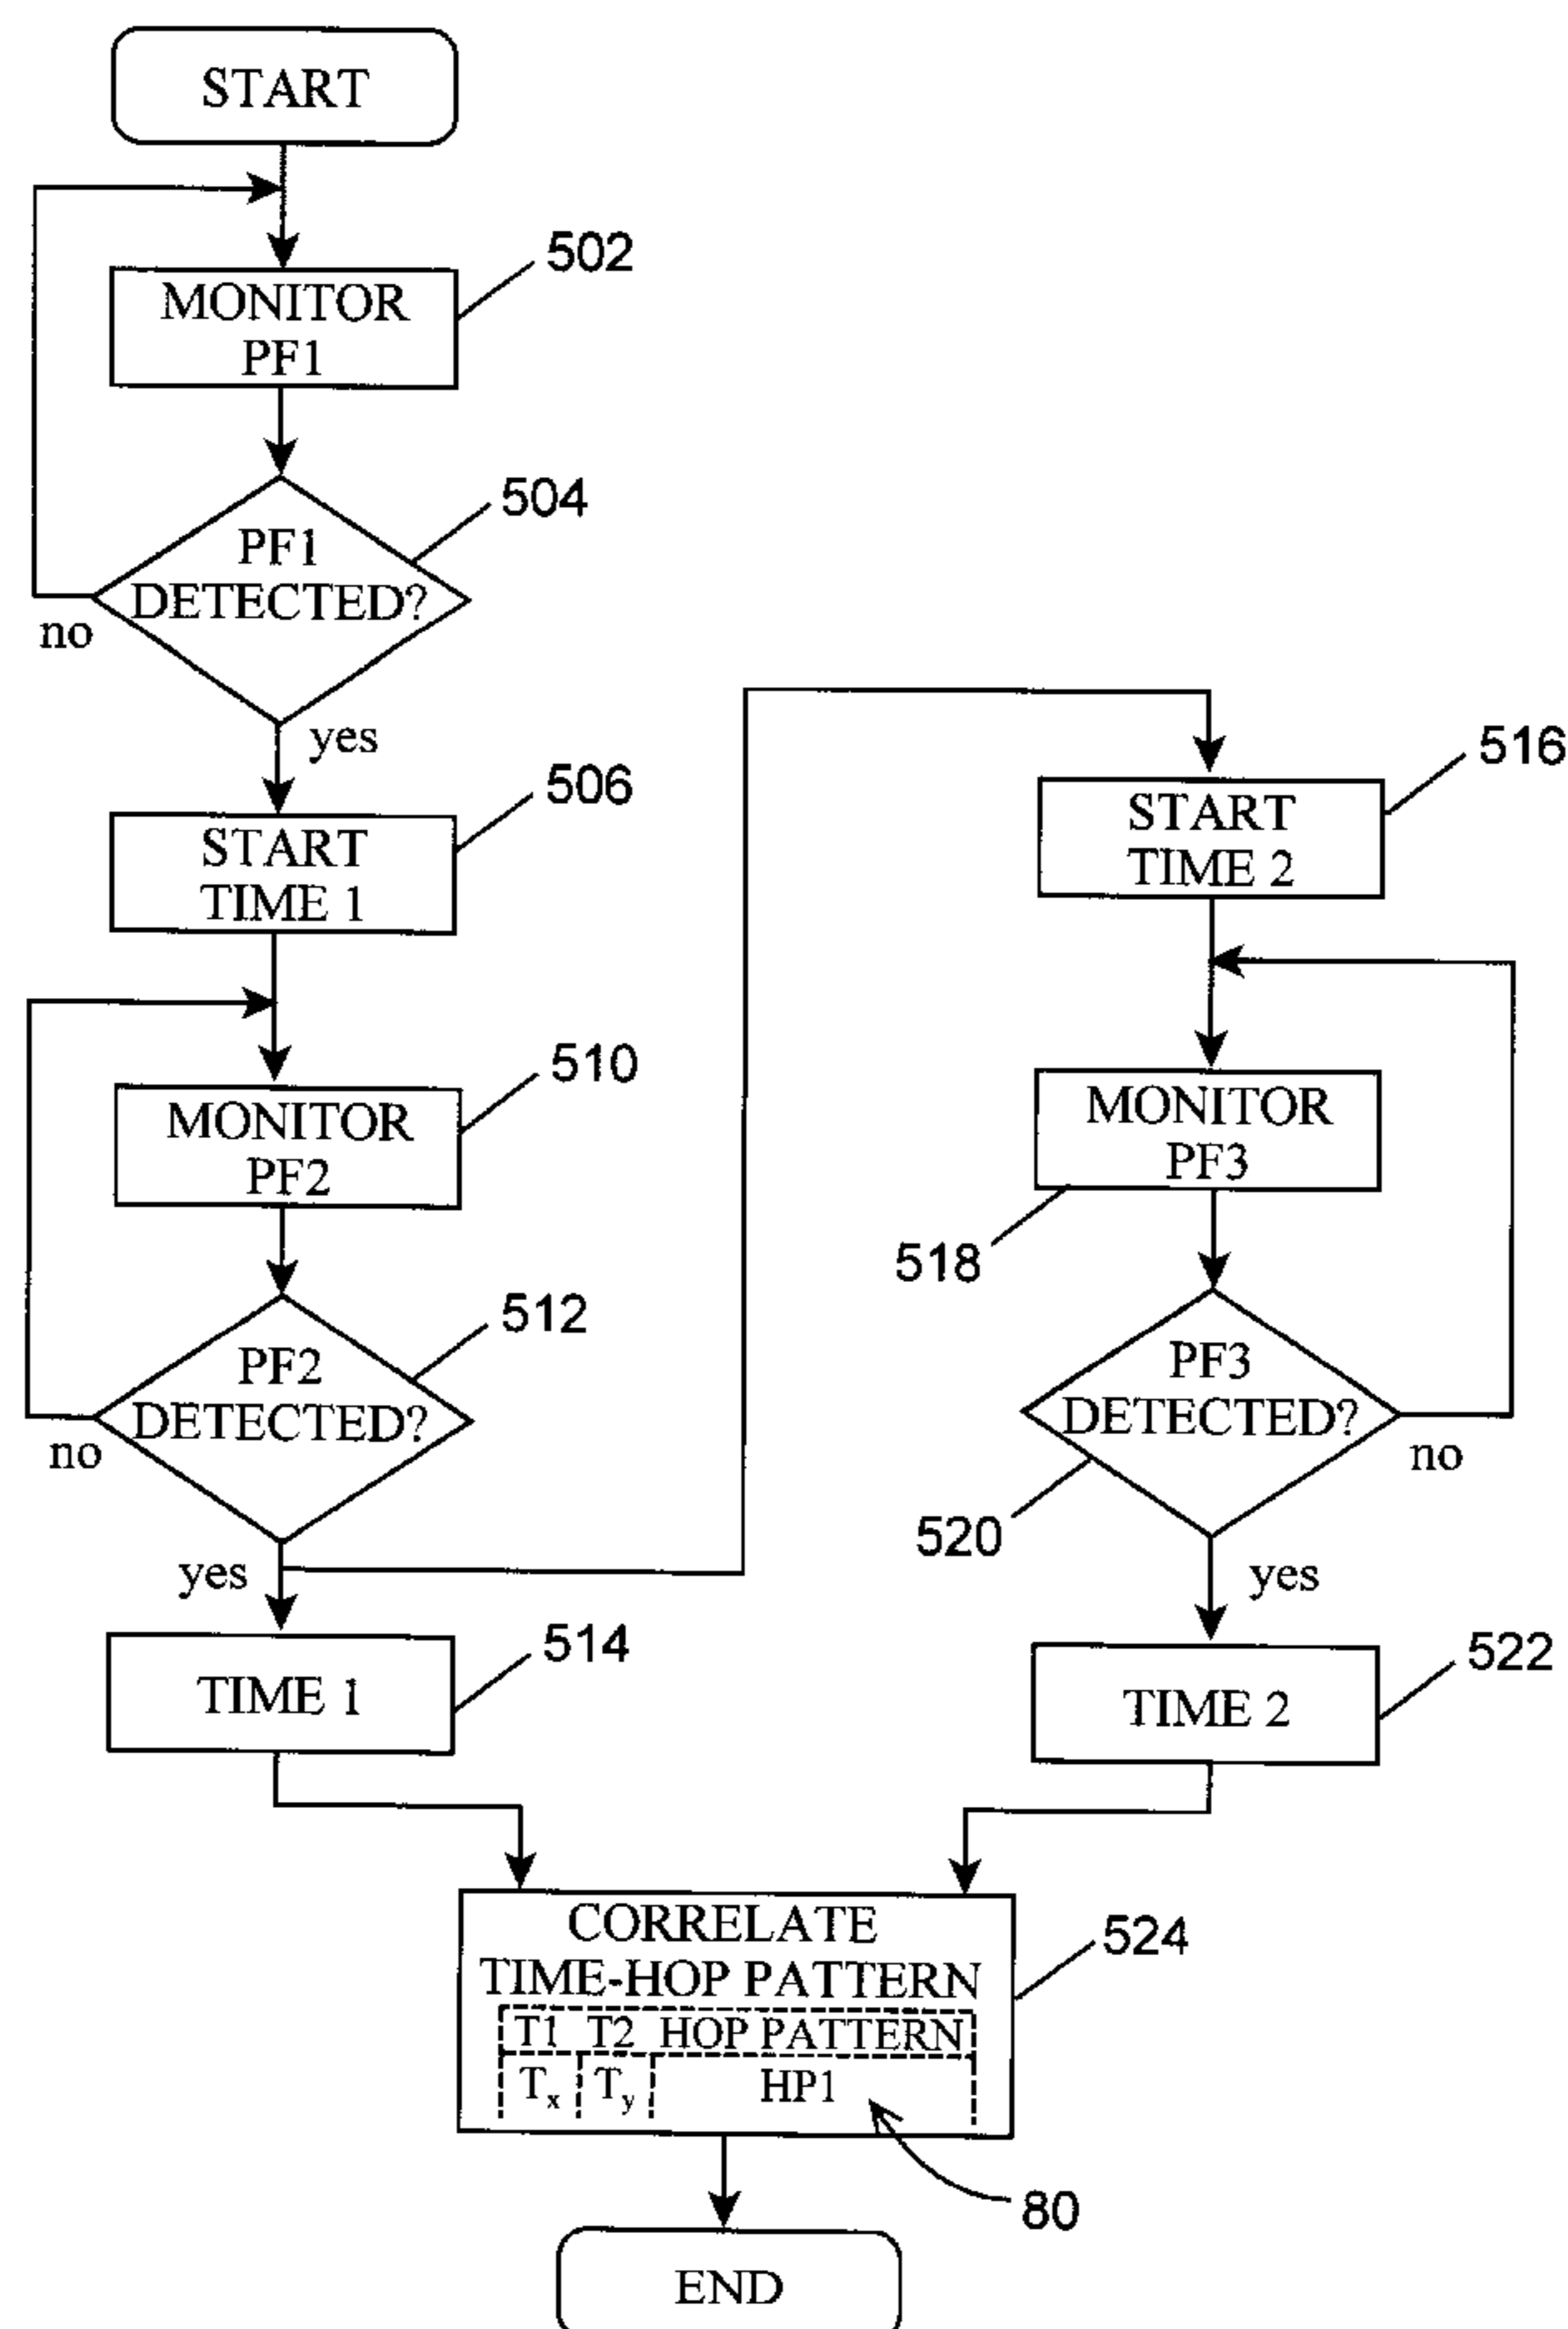 START
502
MONITOR
PF1
504
PF1
DETECTED?
no
yes
506
START
TIME 1
510
MONITOR
PF2
512
PF2
DETECTED?
no
yes
514
TIME 1
516
START
TIME 2
MONITOR
PF3
518
PF3
DETECTED?
no
520
yes
522
TIME 2
524
CORRELATE
TIME-HOP PATTERN
T1 T2 HOP PATTERN
Tx Ty HP1
80
END